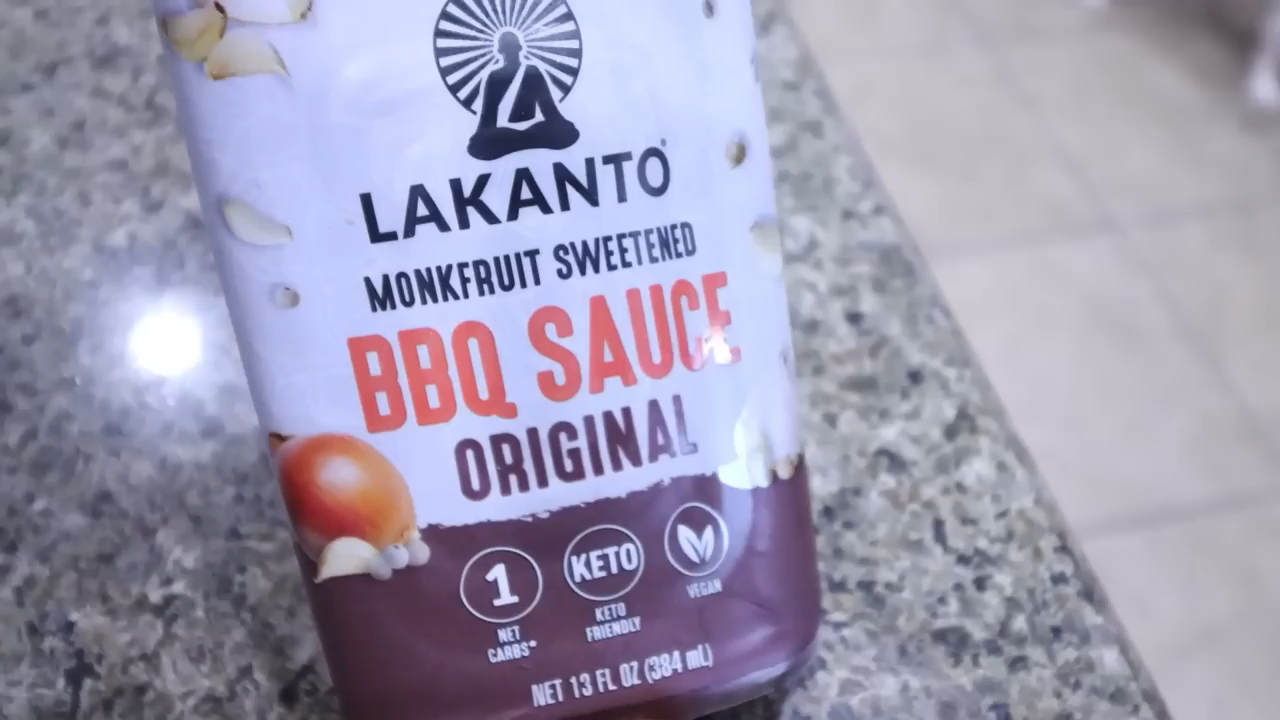 LAKANTO®
MONKFRUIT SWEETENED
BBQ SAUCE
ORIGINAL
1
NET
CARBS*
KETO
KETO
FRIENDLY
VEGAN
NET 13 FL OZ (384 mL)